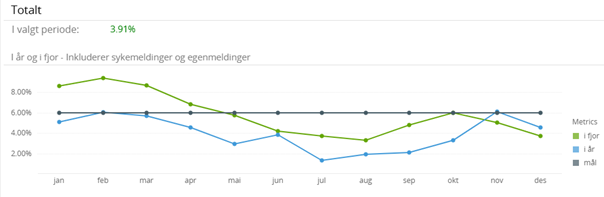 Totalt
I valgt periode: 3.91%
I år og i fjor - Inkluderer sykemeldinger og egenmeldinger
8.00%
6.00%
4.00%
2.00%
jan feb mar apr mai jun jul aug sep okt nov des
Metrics
i fjor
i år
mål